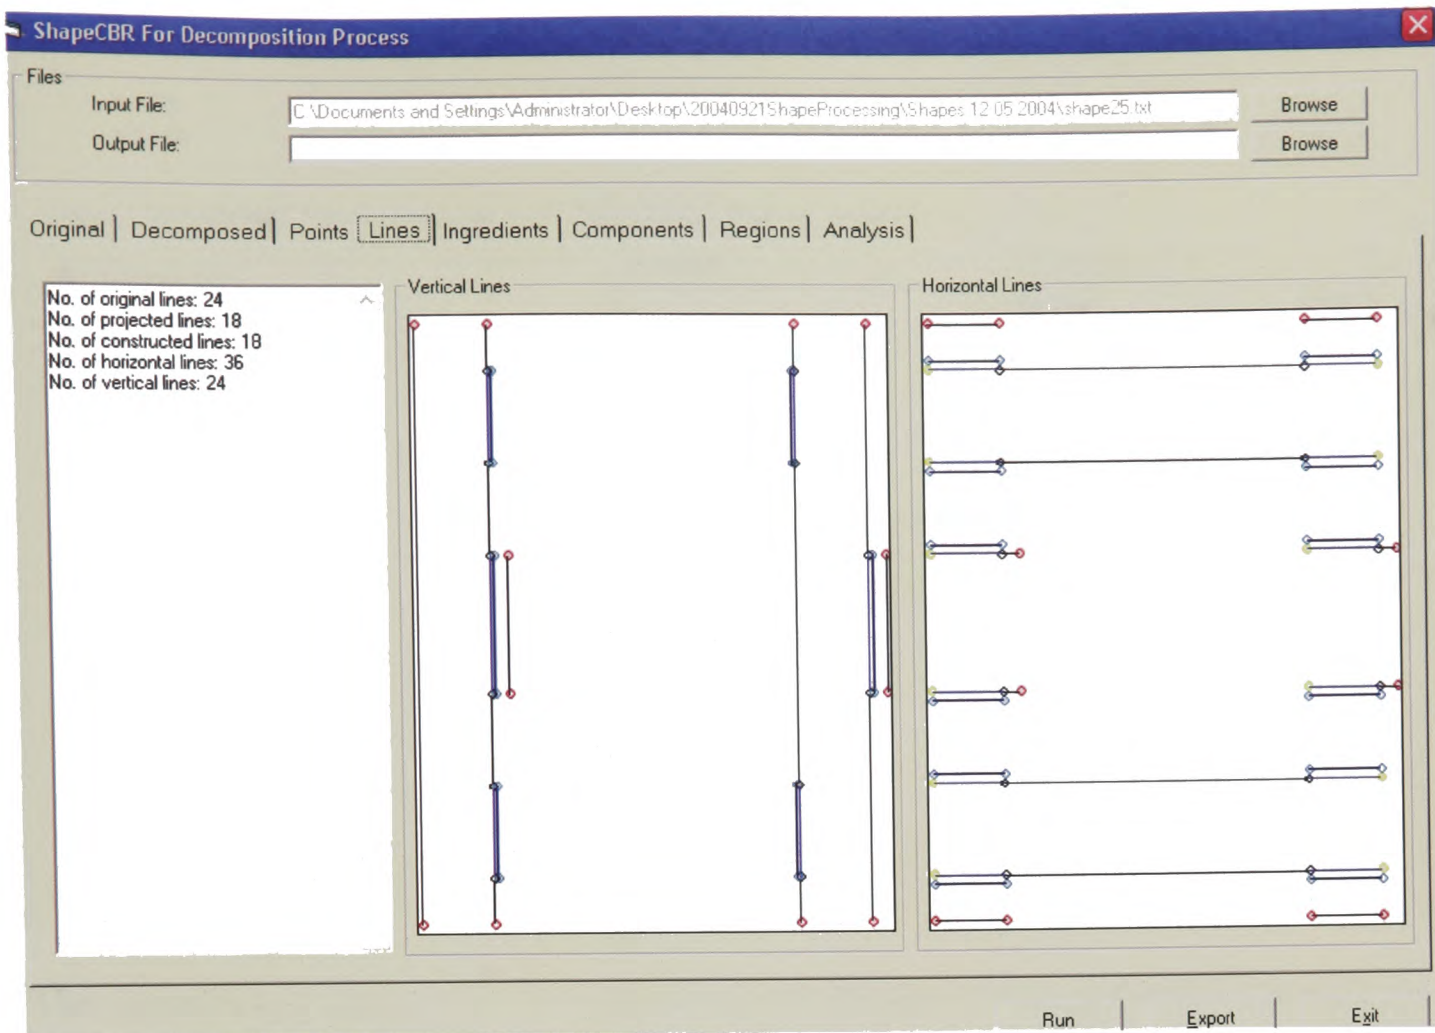 ShapeCBR For Decomposition Process
Files
Input File:
C:\Documents and Settings\Administrator\Desktop\20040921ShapeProcessing\Shapes 12 05 2004\shape25.txt
Browse
Output File:
Browse
Original
Decomposed
Points
Lines
Ingredients
Components
Regions
Analysis
No. of original lines: 24
No. of projected lines: 18
No. of constructed lines: 18
No. of horizontal lines: 36
No. of vertical lines: 24
Vertical Lines
Horizontal Lines
Run
Export
Exit